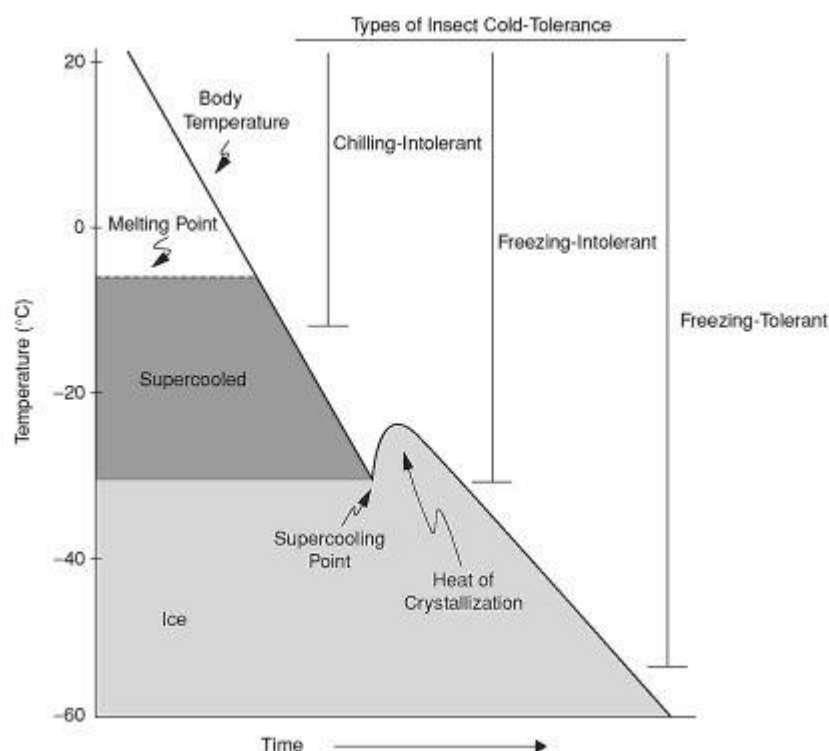 Types of Insect Cold-Tolerance
20
Body
Temperature
Chilling-Intolerant
Melting Point
0
Freezing-Intolerant
Freezing-Tolerant
Temperature (°C)
Supercooled
–20
Supercooling
Point
–40
Heat of
Crystallization
Ice
–60
Time